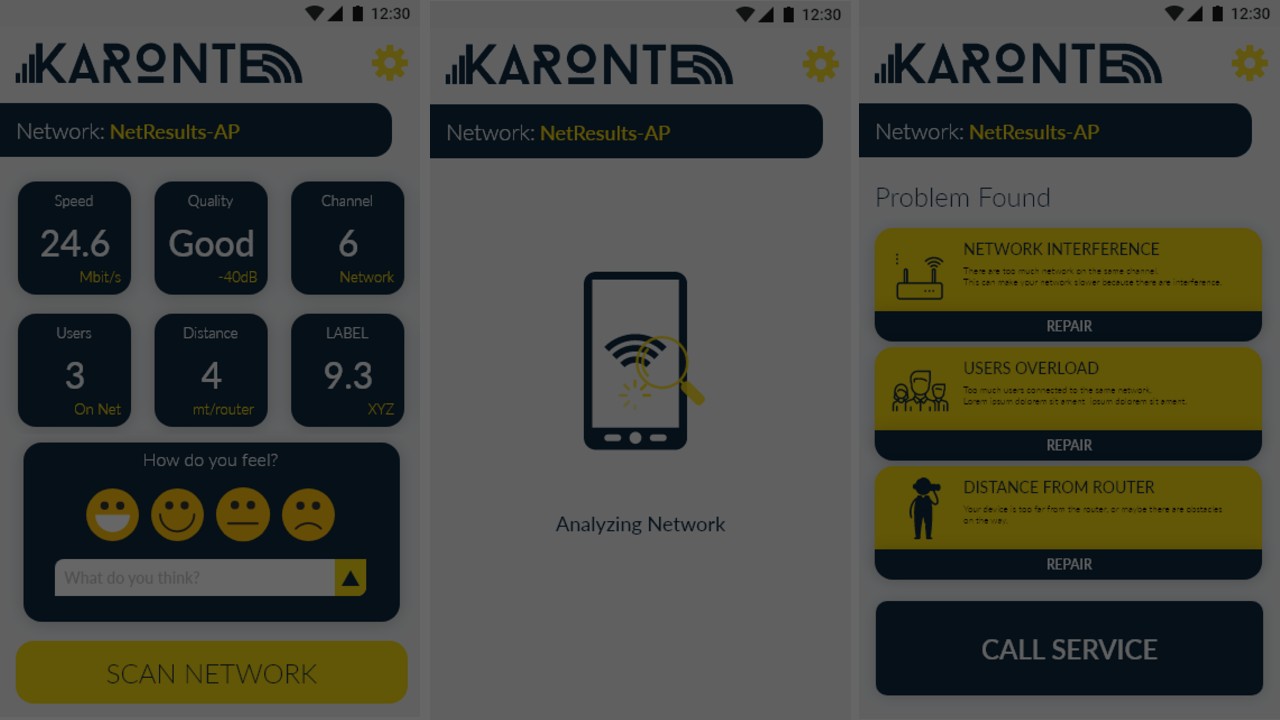 12:30
KARONTE
Network: NetResults-AP
Speed
24.6
Mbit/s
Quality
Good
-40dB
Channel
6
Network
Users
3
On Net
Distance
4
mt/router
LABEL
9.3
XYZ
How do you feel?
What do you think?
SCAN NETWORK
12:30
KARONTE
Network: NetResults-AP
Analyzing Network
12:30
KARONTE
Network: NetResults-AP
Problem Found
NETWORK INTERFERENCE
There are too much network on the same channel.
This can make your network slower because there are interference.
REPAIR
USERS OVERLOAD
Too much users connected to the same network.
Lorem ipsum dolorem sit ament  Ipsum dolorem sit ament.
REPAIR
DISTANCE FROM ROUTER
Your device is too far from the router, or maybe there are obstacles
on the way.
REPAIR
CALL SERVICE